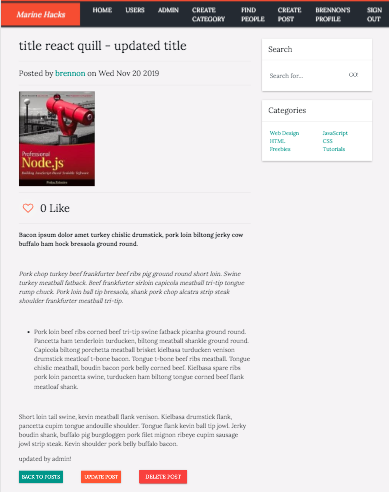 Marine Hacks
HOME USERS ADMIN CREATE CATEGORY FIND PEOPLE CREATE POST BRENNON'S PROFILE SIGN OUT
title react quill - updated title
Posted by brennon on Wed Nov 20 2019
Professional
Node.js
0 Like
Bacon ipsum dolor amet turkey chislic drumstick, pork loin biltong jerky cow
buffalo ham hock bresaola ground round.
Pork chop turkey beef frankfurter beef ribs pig ground round short loin. Swine
turkey meatball fatback. Beef frankfurter sirloin capicola meatball tri-tip tongue
rump chuck. Pork loin ball tip bresaola, shank pork chop alcatra strip steak
shoulder frankfurter meatball tri-tip.
Pork loin beef ribs corned beef tri-tip swine fatback picanha ground round.
Pancetta ham tenderloin turducken, biltong meatball shankle ground round.
Capicola biltong porchetta meatball brisket kielbasa turducken venison
drumstick meatloaf t-bone bacon. Tongue t-bone beef ribs meatball. Tongue
chislic meatball, boudin bacon pork belly corned beef. Kielbasa spare ribs
pork loin pancetta swine, turducken ham biltong tongue corned beef flank
meatloaf shank.
Short loin tail swine, kevin meatball flank venison. Kielbasa drumstick flank,
pancetta cupim tongue andouille shoulder. Tongue flank kevin ball tip jowl. Jerky
boudin shank, buffalo pig burgdoggen pork filet mignon ribeye cupim sausage
jowl strip steak. Kevin shoulder pork belly buffalo bacon.
updated by admin!
BACK TO POSTS UPDATE POST DELETE POST
Search
Search for... GO!
Categories
Web Design JavaScript
HTML CSS
Freebies Tutorials